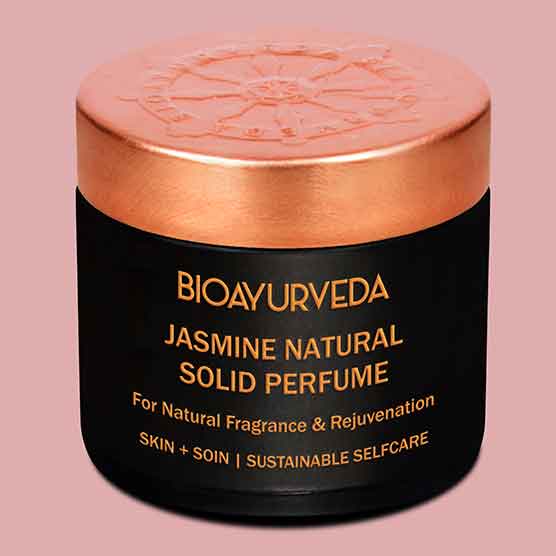 BIOAYURVEDA
JASMINE NATURAL
SOLID PERFUME
For Natural Fragrance & Rejuvenation
SKIN + SOIN | SUSTAINABLE SELFCARE